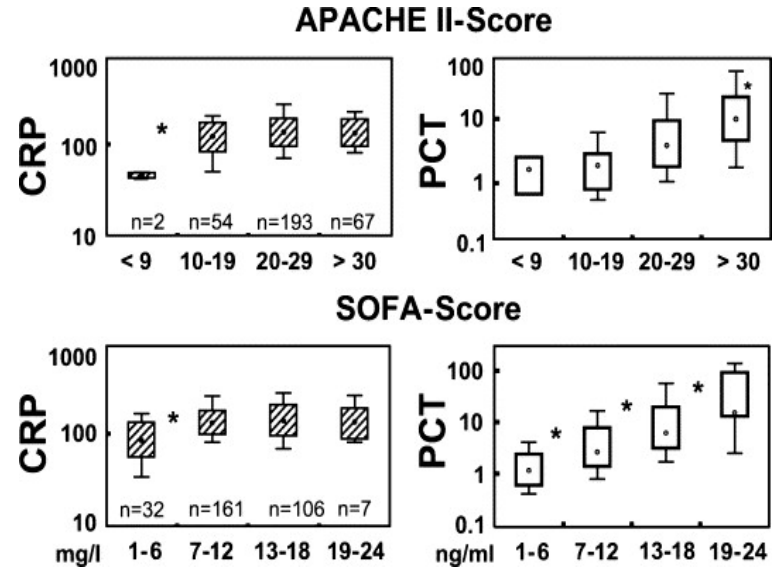 APACHE II-Score
CRP
1000
100
10
*
n=2 n=54 n=193 n=67
< 9 10-19 20-29 > 30
PCT
100
10
1
0.1
*
< 9 10-19 20-29 > 30
SOFA-Score
CRP
1000
100
10
*
n=32 n=161 n=106 n=7
mg/l 1-6 7-12 13-18 19-24
PCT
100
10
1
0.1
* * *
ng/ml 1-6 7-12 13-18 19-24